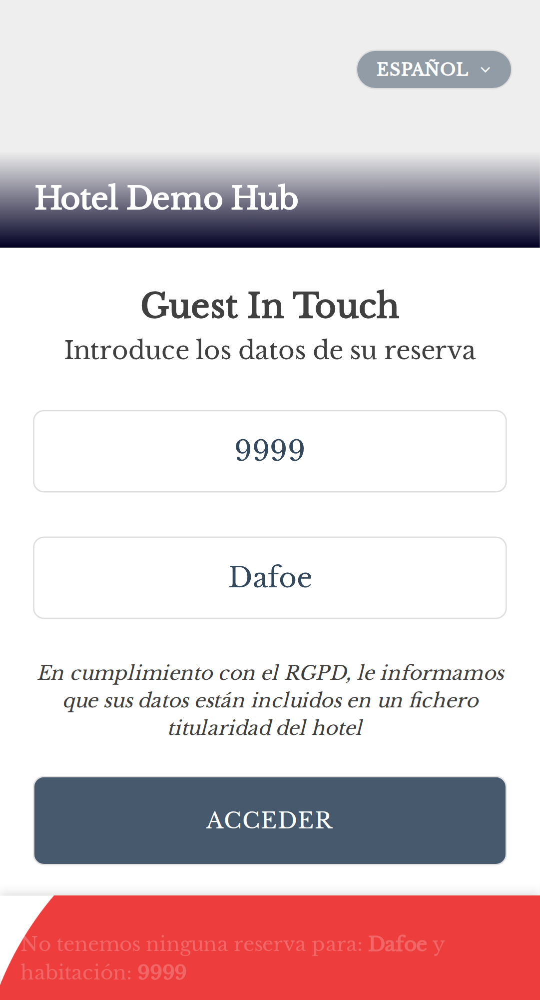 ESPAÑOL
Hotel Demo Hub
Guest In Touch
Introduce los datos de su reserva
9999
Dafoe
En cumplimiento con el RGPD, le informamos
que sus datos están incluidos en un fichero
titularidad del hotel
ACCEDER
No tenemos ninguna reserva para: Dafoe y
habitación: 9999